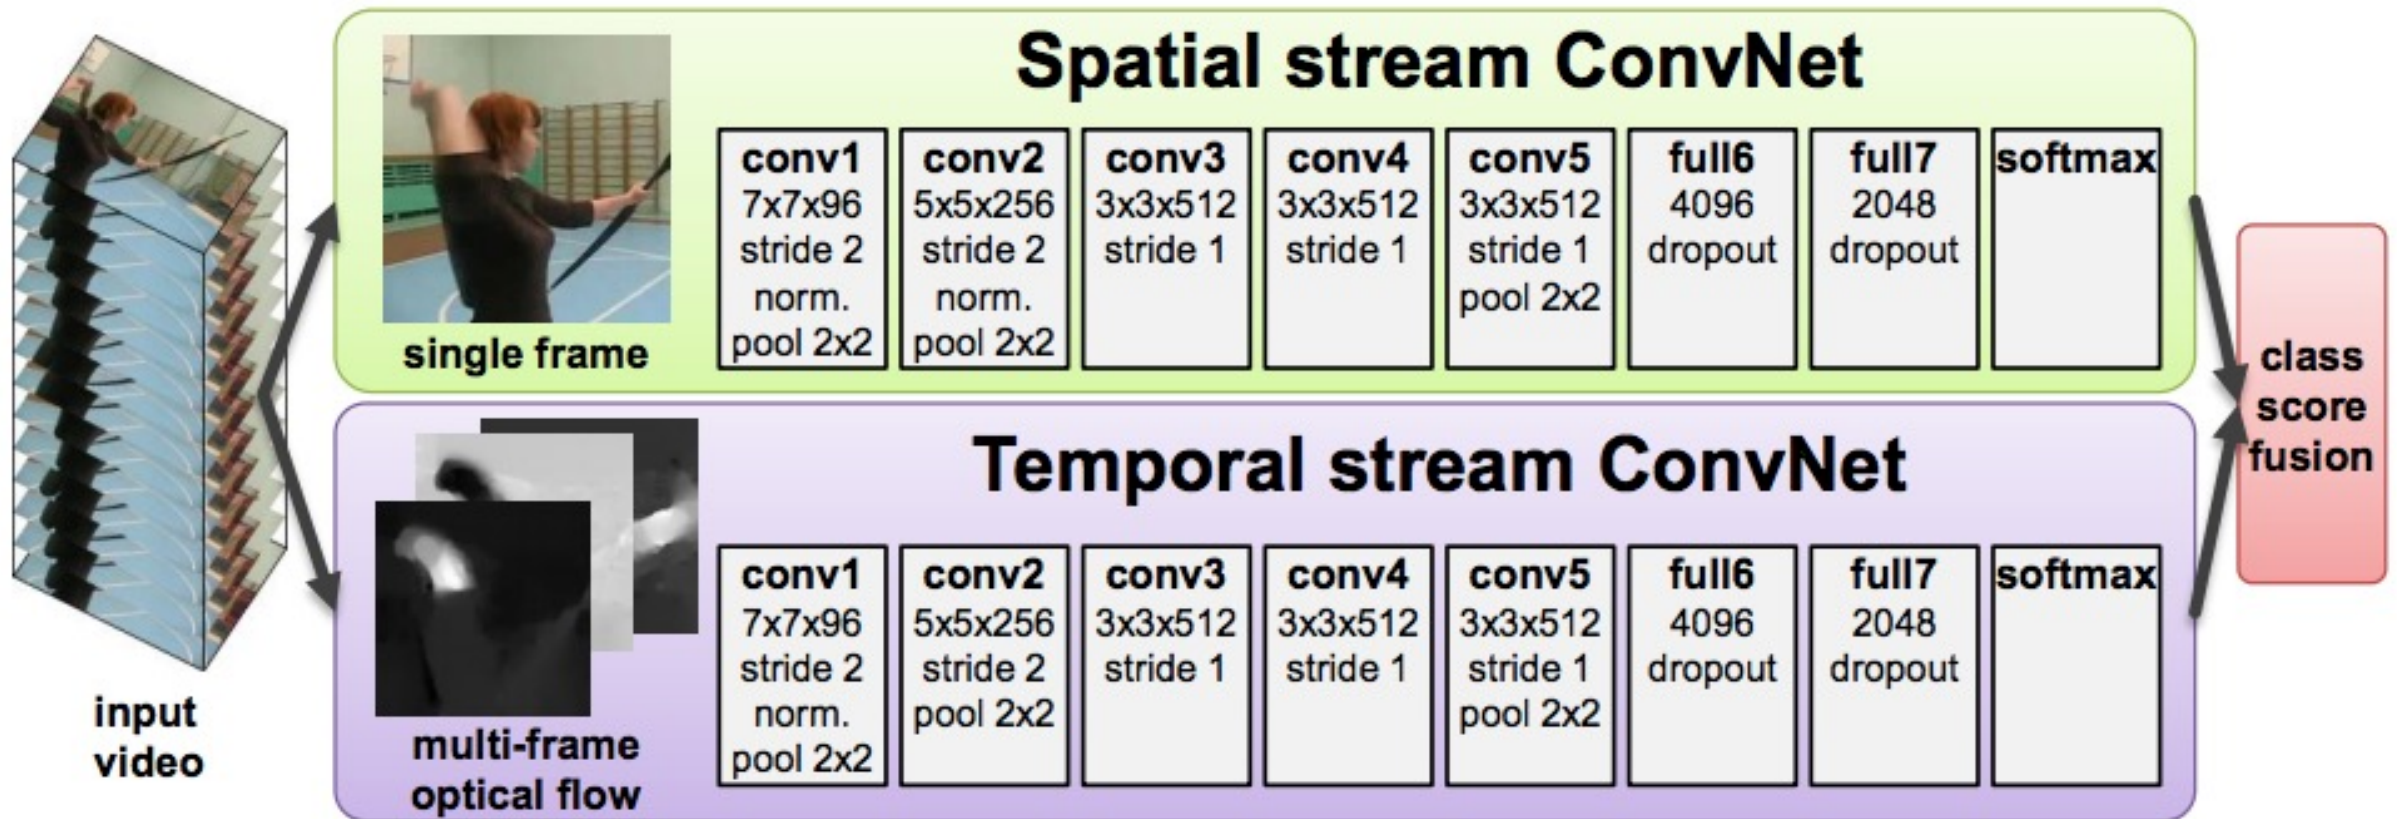 input
video
Spatial stream ConvNet
single frame
conv1
7x7x96
stride 2
norm.
pool 2x2
conv2
5x5x256
stride 2
norm.
pool 2x2
conv3
3x3x512
stride 1
conv4
3x3x512
stride 1
conv5
3x3x512
stride 1
pool 2x2
full6
4096
dropout
full7
2048
dropout
softmax
Temporal stream ConvNet
multi-frame
optical flow
conv1
7x7x96
stride 2
norm.
pool 2x2
conv2
5x5x256
stride 2
pool 2x2
conv3
3x3x512
stride 1
conv4
3x3x512
stride 1
conv5
3x3x512
stride 1
pool 2x2
full6
4096
dropout
full7
2048
dropout
softmax
class
score
fusion